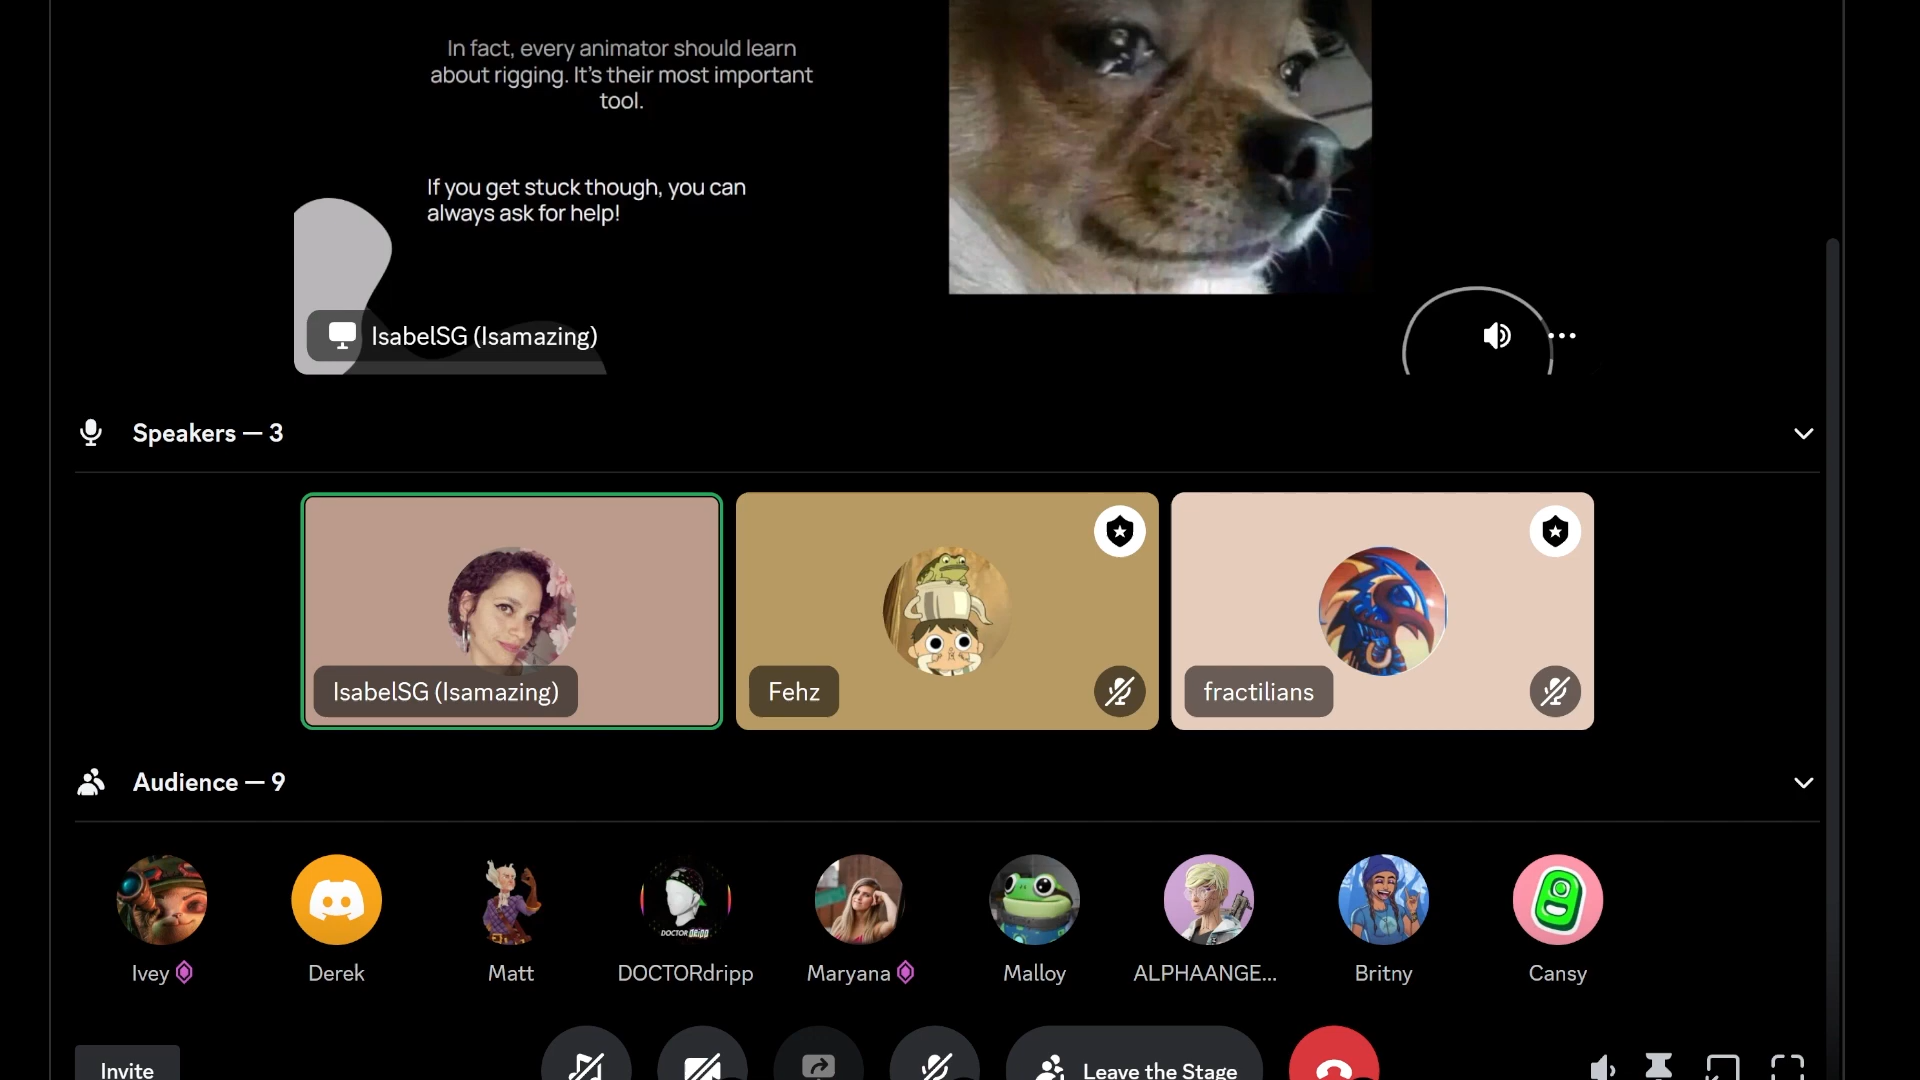 In fact, every animator should learn
about rigging. It's their most important
tool.
If you get stuck though, you can
always ask for help!
IsabelSG (Isamazing)
Speakers — 3
IsabelSG (Isamazing)
Fehz
fractilians
Audience — 9
DOCTOR dripp
Ivey
Derek
Matt
DOCTORdripp
Maryana
Malloy
ALPHAANGE...
Britny
Cansy
Invite
Leave the Stage